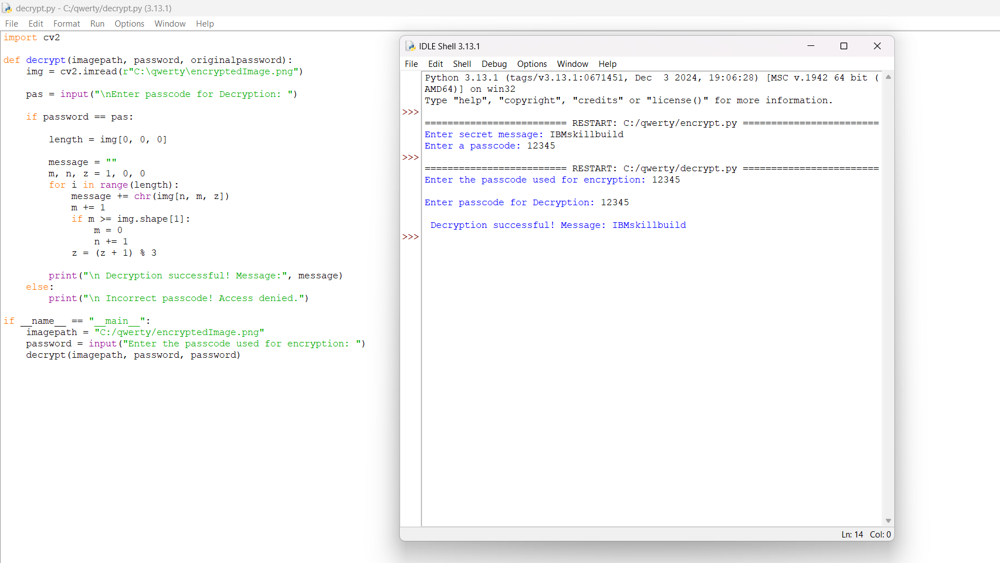 decrypt.py - C:/qwerty/decrypt.py (3.13.1)
File Edit Format Run Options Window Help
import cv2
def decrypt(imagepath, password, originalpassword):
    img = cv2.imread(r"C:\qwerty\encryptedImage.png")
    pas = input("\nEnter passcode for Decryption: ")
    if password == pas:
        length = img[0, 0, 0]
        message = ""
        m, n, z = 1, 0, 0
        for i in range(length):
            message += chr(img[n, m, z])
            m += 1
            if m >= img.shape[1]:
                m = 0
                n += 1
            z = (z + 1) % 3
        print("\n Decryption successful! Message:", message)
    else:
        print("\n Incorrect passcode! Access denied.")
if __name__ == "__main__":
    imagepath = "C:/qwerty/encryptedImage.png"
    password = input("Enter the passcode used for encryption: ")
    decrypt(imagepath, password, password)
IDLE Shell 3.13.1
File Edit Shell Debug Options Window Help
Python 3.13.1 (tags/v3.13.1:0671451, Dec  3 2024, 19:06:28) [MSC v.1942 64 bit (
AMD64)] on win32
Type "help", "copyright", "credits" or "license()" for more information.
>>>
========================= RESTART: C:/qwerty/encrypt.py ========================
Enter secret message: IBMskillbuild
Enter a passcode: 12345
>>>
========================= RESTART: C:/qwerty/decrypt.py ========================
Enter the passcode used for encryption: 12345
Enter passcode for Decryption: 12345
 Decryption successful! Message: IBMskillbuild
>>>
Ln: 14 Col: 0